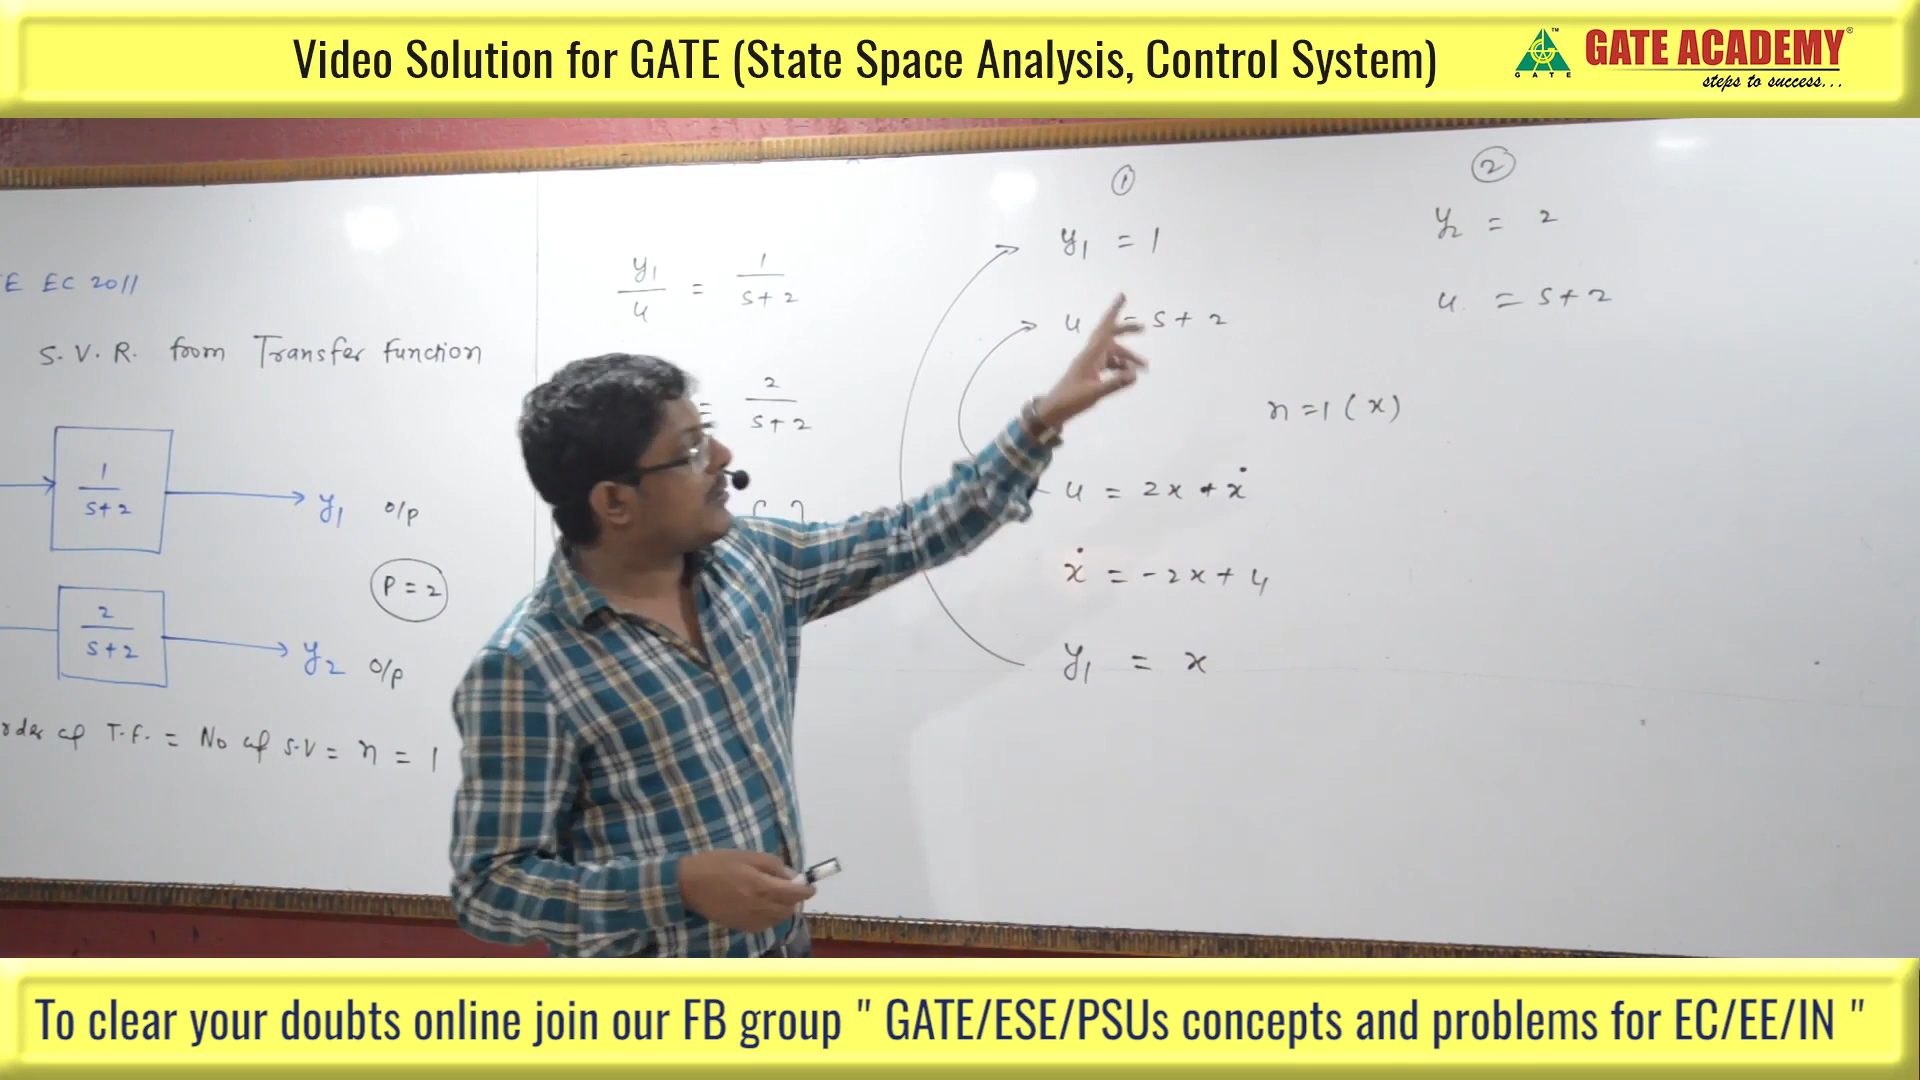 Video Solution for GATE (State Space Analysis, Control System)
GATE
GATE ACADEMY
steps to success...
E EC 2011
S.V.R. from Transfer function
1
s+2
y1 o/p
P = 2
2
s+2
y2 o/p
order of T.F. = No of S.V = n = 1
y1 / u = 1 / s+2
= 2 / s+2
①
y1 = 1
u = s+2
n = 1 (x)
u = 2x + ẋ
ẋ = -2x + u
y1 = x
②
y2 = 2
u = s+2
To clear your doubts online join our FB group " GATE/ESE/PSUs concepts and problems for EC/EE/IN "